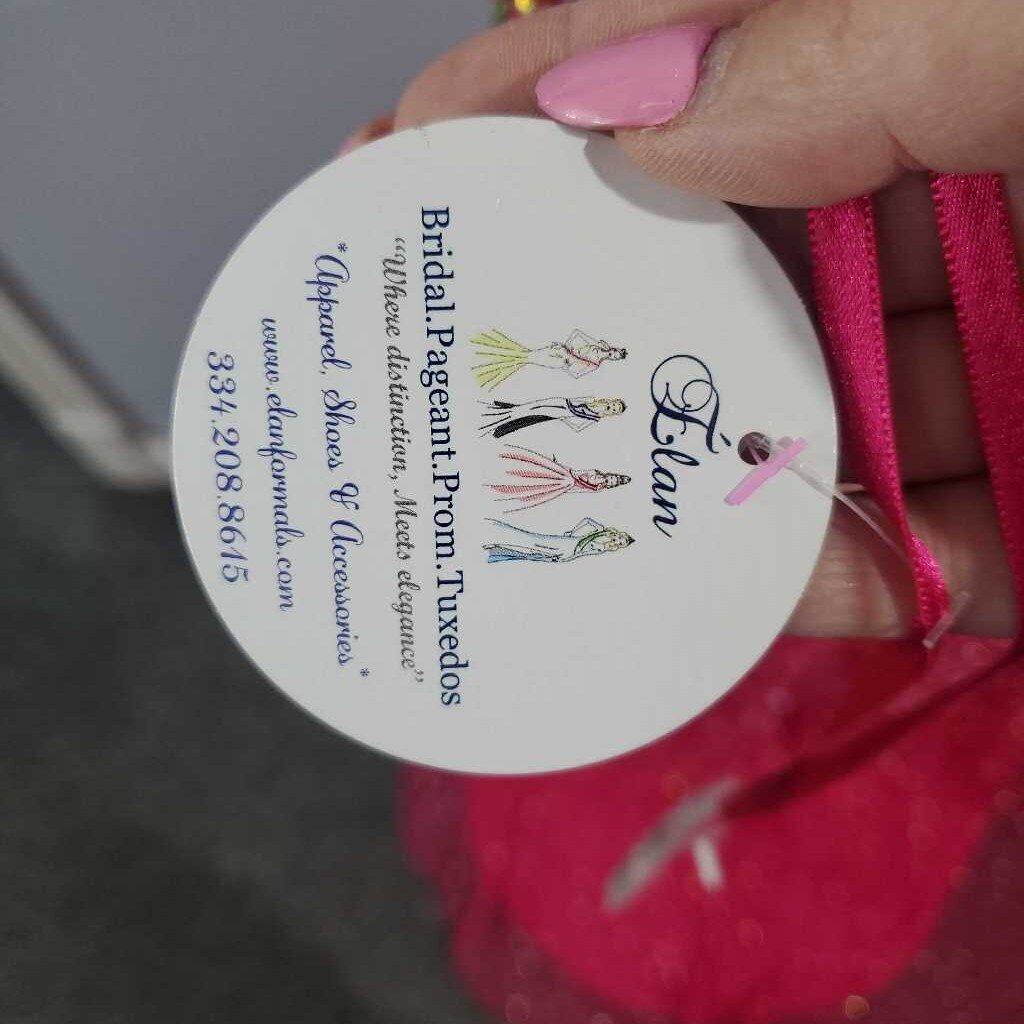 Élan
Bridal.Pageant.Prom.Tuxedos
“Where distinction, Meets elegance”
*Apparel, Shoes & Accessories*
www.elanformals.com
334.208.8615